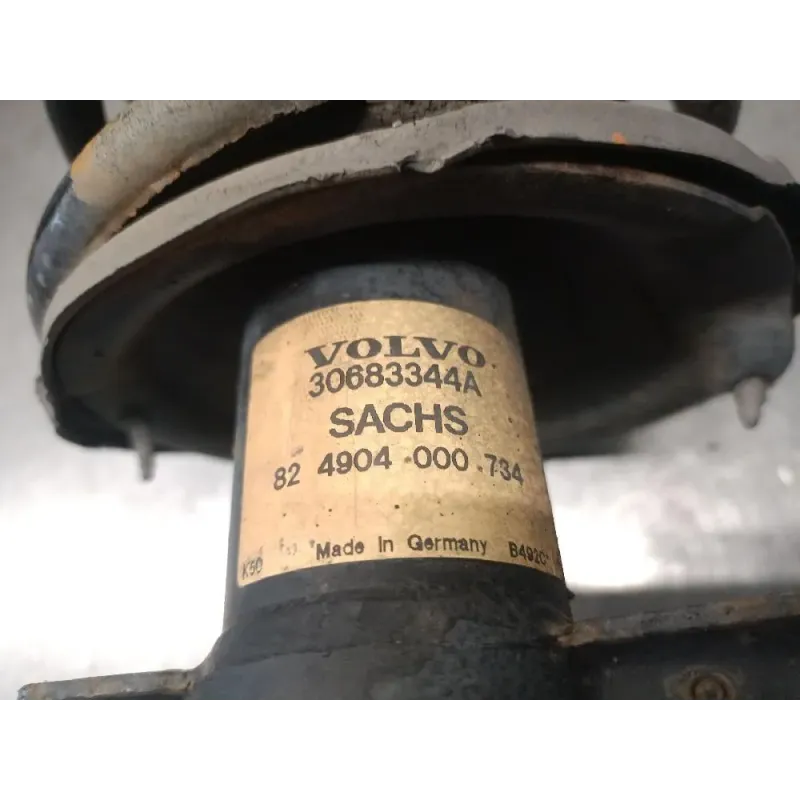 VOLVO
30683344A
SACHS
82 4904 000 734
K50 Made In Germany B492C